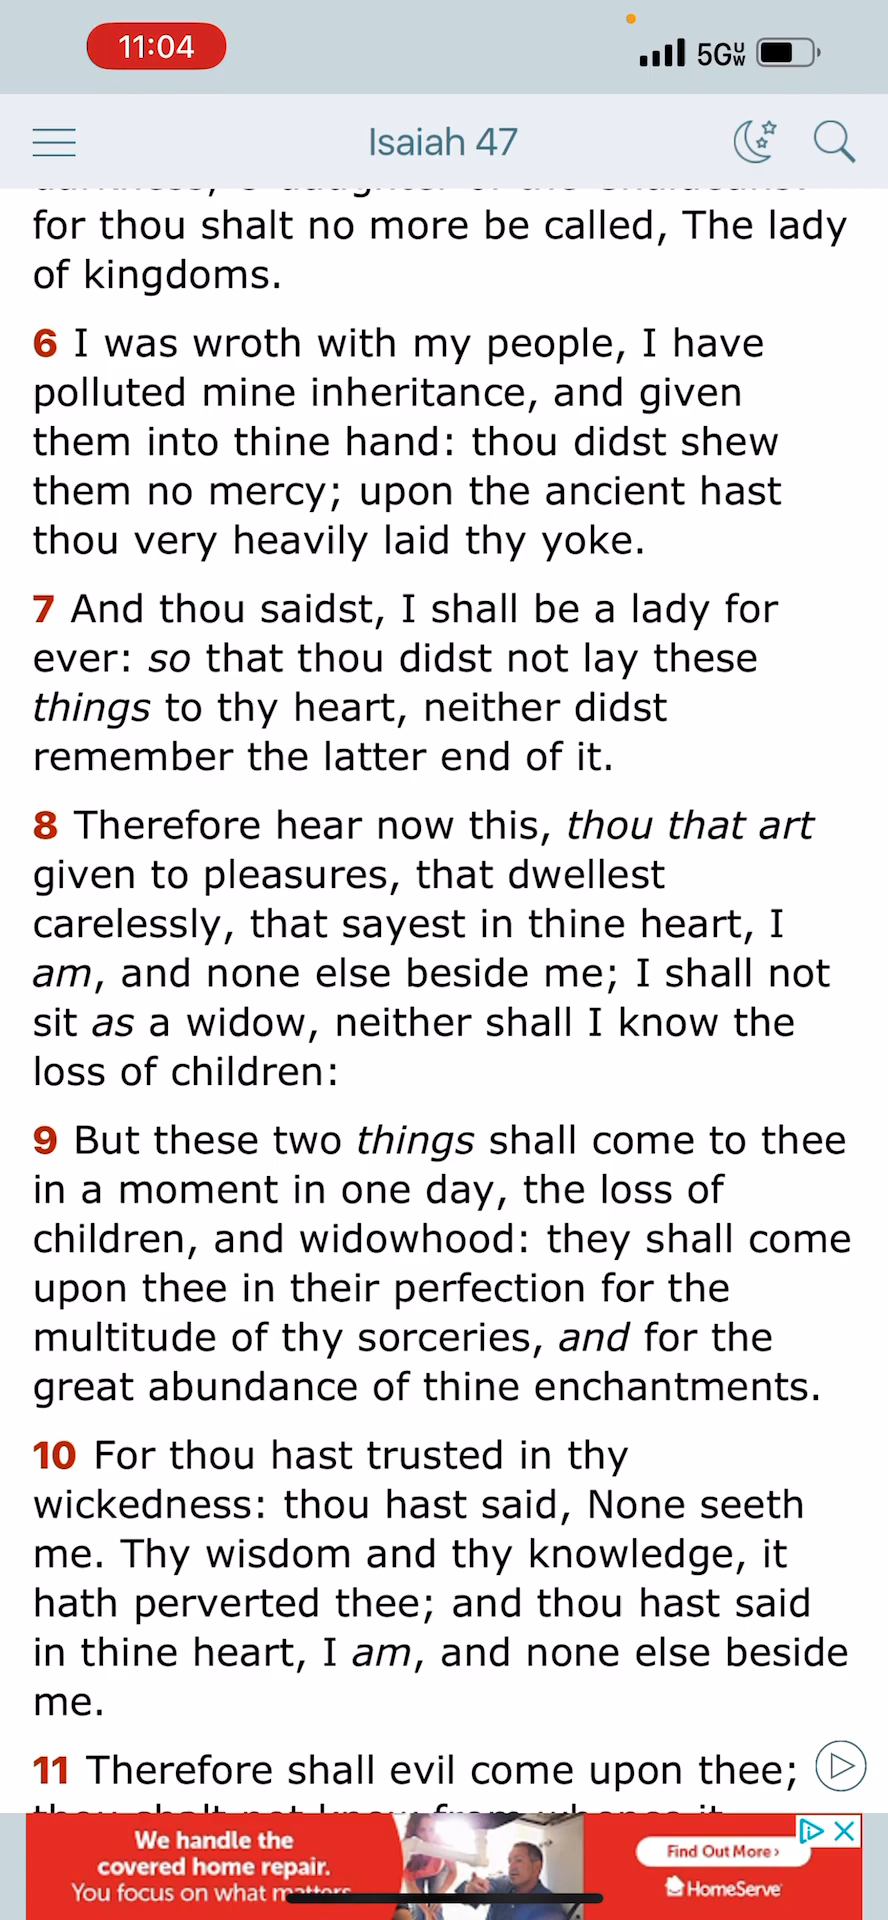 11:04
5G UW
Isaiah 47
for thou shalt no more be called, The lady
of kingdoms.
6 I was wroth with my people, I have
polluted mine inheritance, and given
them into thine hand: thou didst shew
them no mercy; upon the ancient hast
thou very heavily laid thy yoke.
7 And thou saidst, I shall be a lady for
ever: so that thou didst not lay these
things to thy heart, neither didst
remember the latter end of it.
8 Therefore hear now this, thou that art
given to pleasures, that dwellest
carelessly, that sayest in thine heart, I
am, and none else beside me; I shall not
sit as a widow, neither shall I know the
loss of children:
9 But these two things shall come to thee
in a moment in one day, the loss of
children, and widowhood: they shall come
upon thee in their perfection for the
multitude of thy sorceries, and for the
great abundance of thine enchantments.
10 For thou hast trusted in thy
wickedness: thou hast said, None seeth
me. Thy wisdom and thy knowledge, it
hath perverted thee; and thou hast said
in thine heart, I am, and none else beside
me.
11 Therefore shall evil come upon thee;
thou shalt not know from whence it
We handle the
covered home repair.
You focus on what matters
Find Out More ›
HomeServe